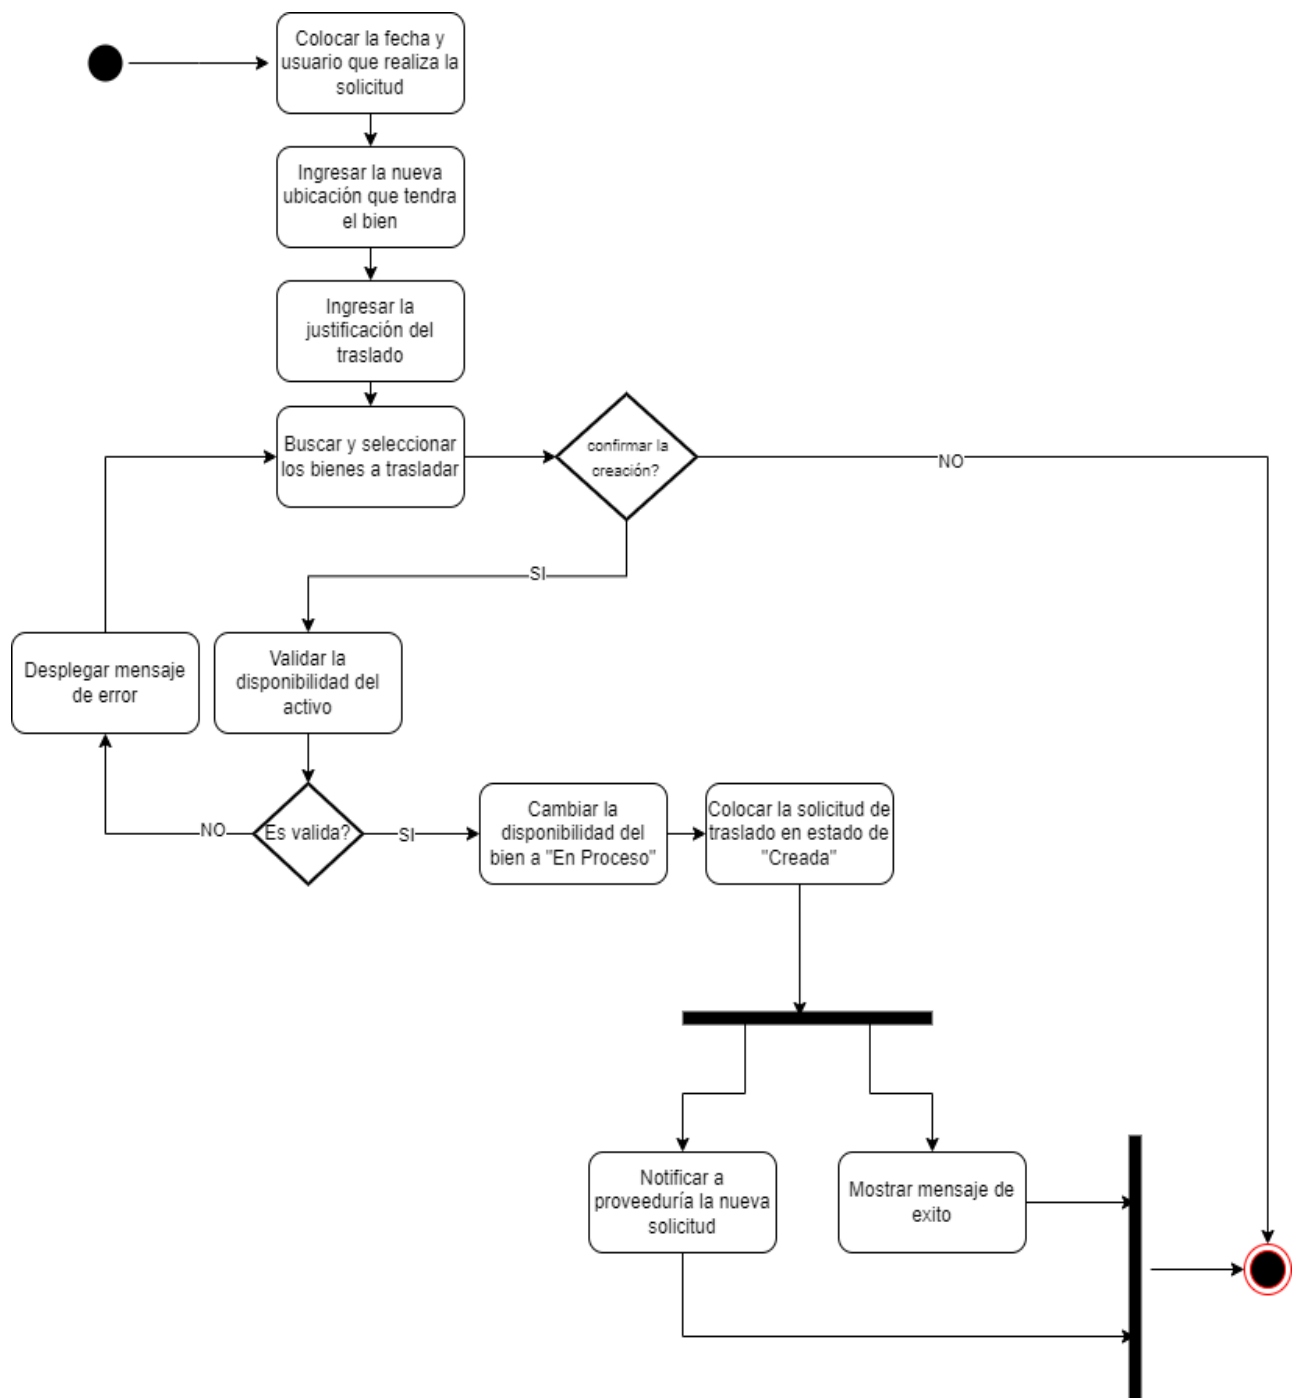 Colocar la fecha y
usuario que realiza la
solicitud
Ingresar la nueva
ubicación que tendra
el bien
Ingresar la
justificación del
traslado
Buscar y seleccionar
los bienes a trasladar
confirmar la
creación?
NO
SI
Desplegar mensaje
de error
Validar la
disponibilidad del
activo
NO
Es valida?
SI
Cambiar la
disponibilidad del
bien a "En Proceso"
Colocar la solicitud de
traslado en estado de
"Creada"
Notificar a
proveeduría la nueva
solicitud
Mostrar mensaje de
exito